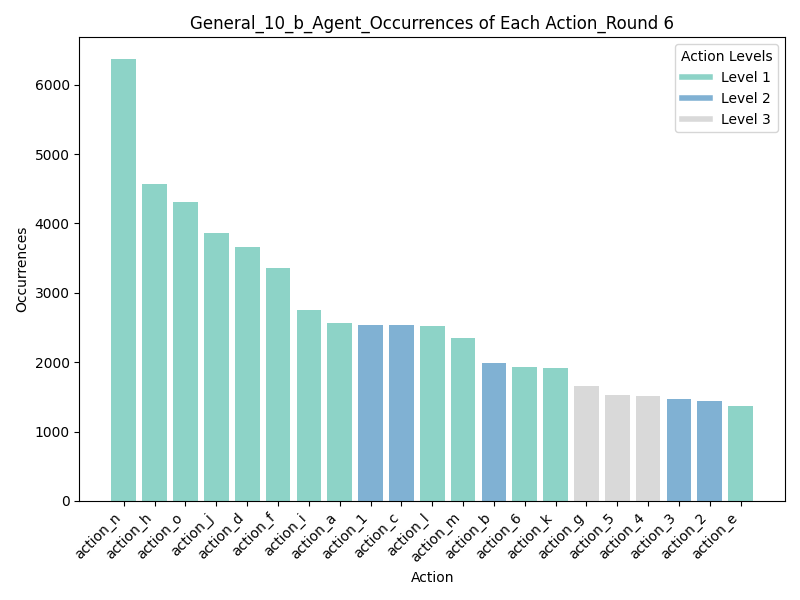 General_10_b_Agent_Occurrences of Each Action_Round 6
Action Levels
Level 1
Level 2
Level 3
Occurrences
6000
5000
4000
3000
2000
1000
0
action_n
action_h
action_o
action_j
action_d
action_f
action_i
action_a
action_1
action_c
action_l
action_m
action_b
action_6
action_k
action_g
action_5
action_4
action_3
action_2
action_e
Action